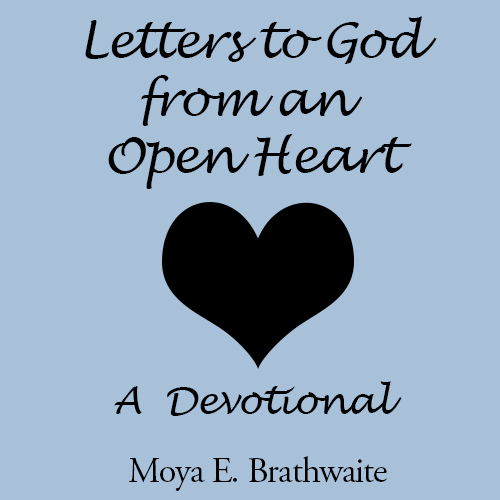 Letters to God
from an
Open Heart
A Devotional
Moya E. Brathwaite